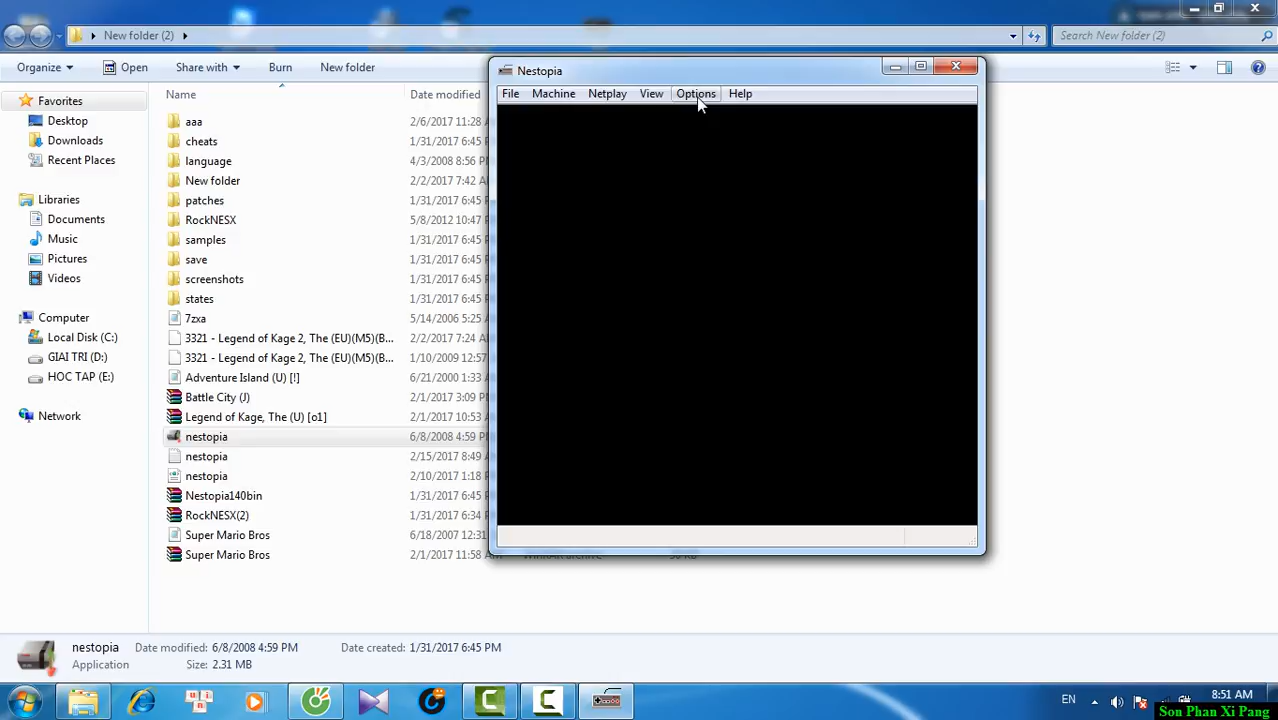 New folder (2)
Search New folder (2)
Organize
Open
Share with
Burn
New folder
Nestopia
File Machine Netplay View Options Help
Favorites
Desktop
Downloads
Recent Places
Libraries
Documents
Music
Pictures
Videos
Computer
Local Disk (C:)
GIAI TRI (D:)
HOC TAP (E:)
Network
Name Date modified
aaa 2/6/2017 11:28
cheats 1/31/2017 6:45
language 4/3/2008 8:56
New folder 2/2/2017 7:42
patches 1/31/2017 6:45
RockNESX 5/8/2012 10:47
samples 1/31/2017 6:45
save 1/31/2017 6:45
screenshots 1/31/2017 6:45
states 1/31/2017 6:45
7zxa 5/14/2006 5:25
3321 - Legend of Kage 2, The (EU)(M5)(B... 2/2/2017 7:24
3321 - Legend of Kage 2, The (EU)(M5)(B... 1/10/2009 12:57
Adventure Island (U) [!] 6/21/2000 1:33
Battle City (J) 2/1/2017 3:09
Legend of Kage, The (U) [o1] 2/1/2017 10:53
nestopia 6/8/2008 4:59
nestopia 2/15/2017 8:49
nestopia 2/10/2017 1:18
Nestopia140bin 1/31/2017 6:45
RockNESX(2) 1/31/2017 6:34
Super Mario Bros 6/18/2007 12:31
Super Mario Bros 2/1/2017 11:58
nestopia Date modified: 6/8/2008 4:59 PM Date created: 1/31/2017 6:45 PM
Application Size: 2.31 MB
EN
8:51 AM
Son Phan Xi Pang